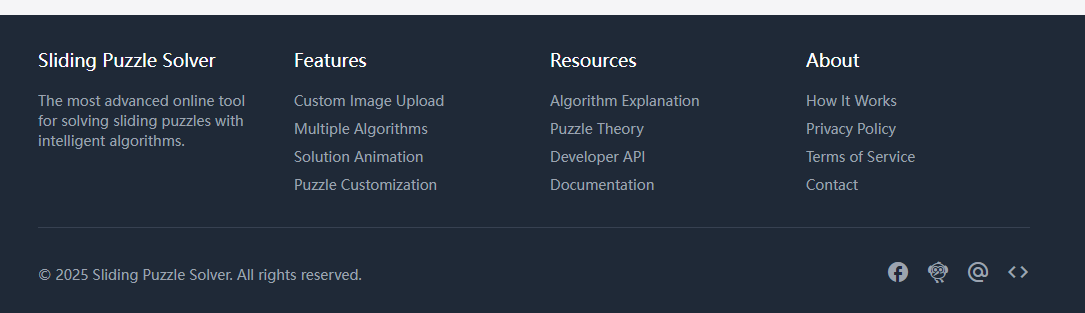 Sliding Puzzle Solver
The most advanced online tool
for solving sliding puzzles with
intelligent algorithms.
Features
Custom Image Upload
Multiple Algorithms
Solution Animation
Puzzle Customization
Resources
Algorithm Explanation
Puzzle Theory
Developer API
Documentation
About
How It Works
Privacy Policy
Terms of Service
Contact
© 2025 Sliding Puzzle Solver. All rights reserved.